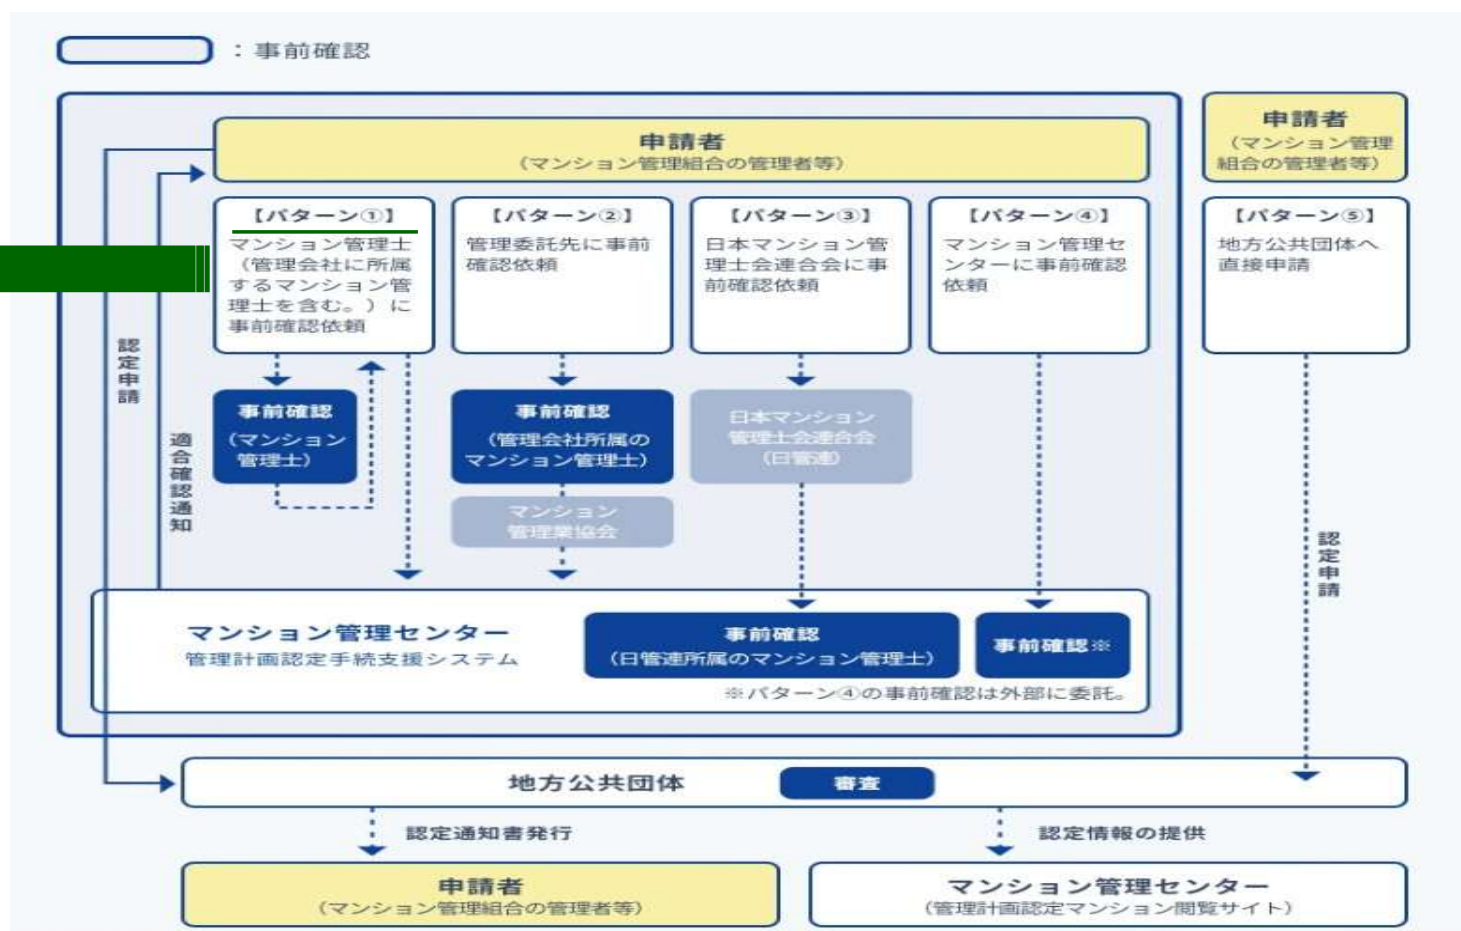 ：事前確認
申請者
（マンション管理組合の管理者等）
申請者
（マンション管理
組合の管理者等）
【パターン①】
マンション管理士
（管理会社に所属
するマンション管
理士を含む。）に
事前確認依頼
【パターン②】
管理委託先に事前
確認依頼
【パターン③】
日本マンション管
理士会連合会に事
前確認依頼
【パターン④】
マンション管理セ
ンターに事前確認
依頼
【パターン⑤】
地方公共団体へ
直接申請
認定申請
適合確認通知
事前確認
（マンション
管理士）
事前確認
（管理会社所属の
マンション管理士）
マンション
管理業協会
日本マンション
管理士会連合会
（日管連）
認定申請
マンション管理センター
管理計画認定手続支援システム
事前確認
（日管連所属のマンション管理士）
事前確認※
※パターン④の事前確認は外部に委託。
地方公共団体
審査
認定通知書発行
認定情報の提供
申請者
（マンション管理組合の管理者等）
マンション管理センター
（管理計画認定マンション閲覧サイト）